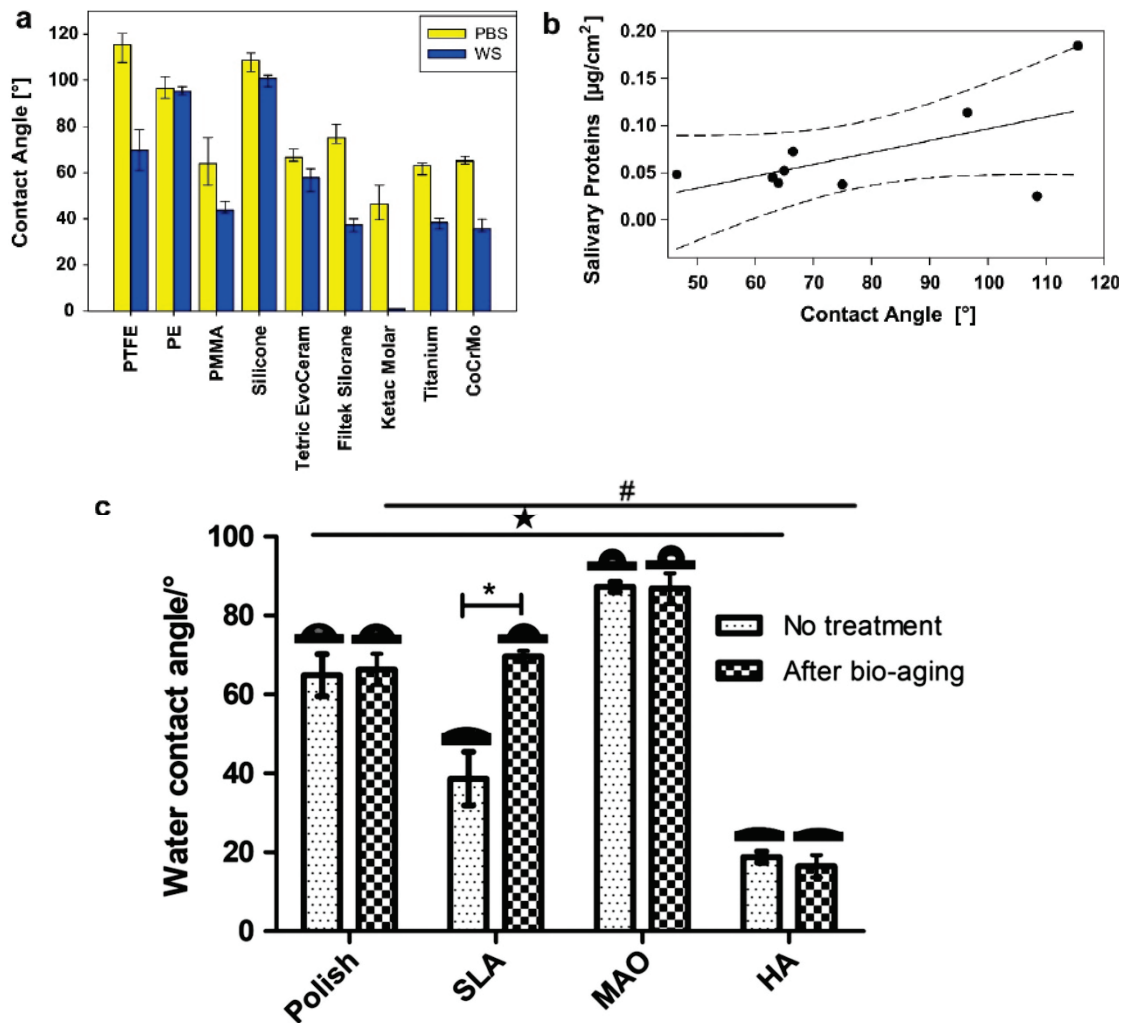 a
Contact Angle [°]
120
100
80
60
40
20
0
PBS
WS
PTFE
PE
PMMA
Silicone
Tetric EvoCeram
Filtek Silorane
Ketac Molar
Titanium
CoCrMo
b
Salivary Proteins [µg/cm²]
0.20
0.15
0.10
0.05
0.00
50 60 70 80 90 100 110 120
Contact Angle [°]
c
Water contact angle/°
100
80
60
40
20
0
#
★
*
No treatment
After bio-aging
Polish
SLA
MAO
HA